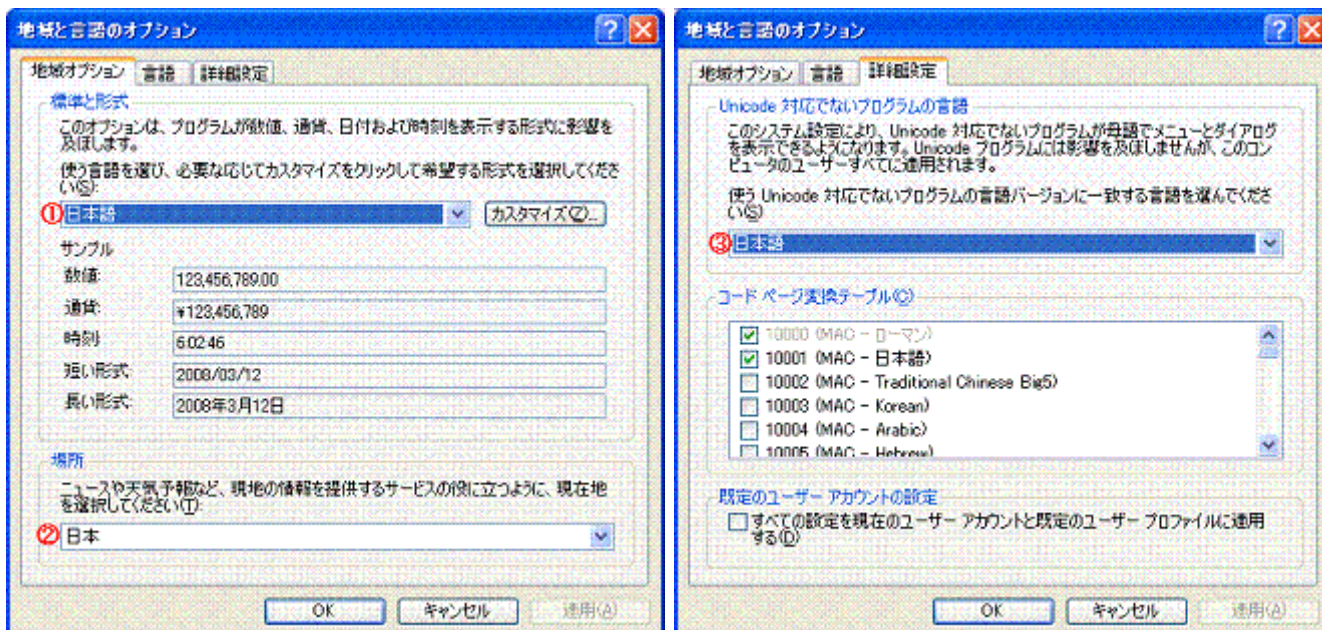 地域と言語のオプション
地域オプション 言語 詳細設定
標準と形式
このオプションは、プログラムが数値、通貨、日付および時刻を表示する形式に影響を
及ぼします。
使う言語を選び、必要な応じてカスタマイズをクリックして希望する形式を選択してくださ
い(S):
①日本語 カスタマイズ(Z)...
サンプル
数値: 123,456,789.00
通貨: ¥123,456,789
時刻: 6:02:46
短い形式: 2008/03/12
長い形式: 2008年3月12日
場所
ニュースや天気予報など、現地の情報を提供するサービスの役に立つように、現在地
を選択してください(T):
②日本
OK キャンセル 適用(A)
地域と言語のオプション
地域オプション 言語 詳細設定
Unicode 対応でないプログラムの言語
このシステム設定により、Unicode 対応でないプログラムが母語でメニューとダイアログ
を表示できるようになります。Unicode プログラムには影響を及ぼしませんが、このコン
ピュータのユーザーすべてに適用されます。
使う Unicode 対応でないプログラムの言語バージョンに一致する言語を選んでくださ
い(S)
③日本語
コード ページ変換テーブル(C)
10000 (MAC - ローマン)
10001 (MAC - 日本語)
10002 (MAC - Traditional Chinese Big5)
10003 (MAC - Korean)
10004 (MAC - Arabic)
10005 (MAC - Hebrew)
既定のユーザー アカウントの設定
すべての設定を現在のユーザー アカウントと既定のユーザー プロファイルに適用
する(D)
OK キャンセル 適用(A)